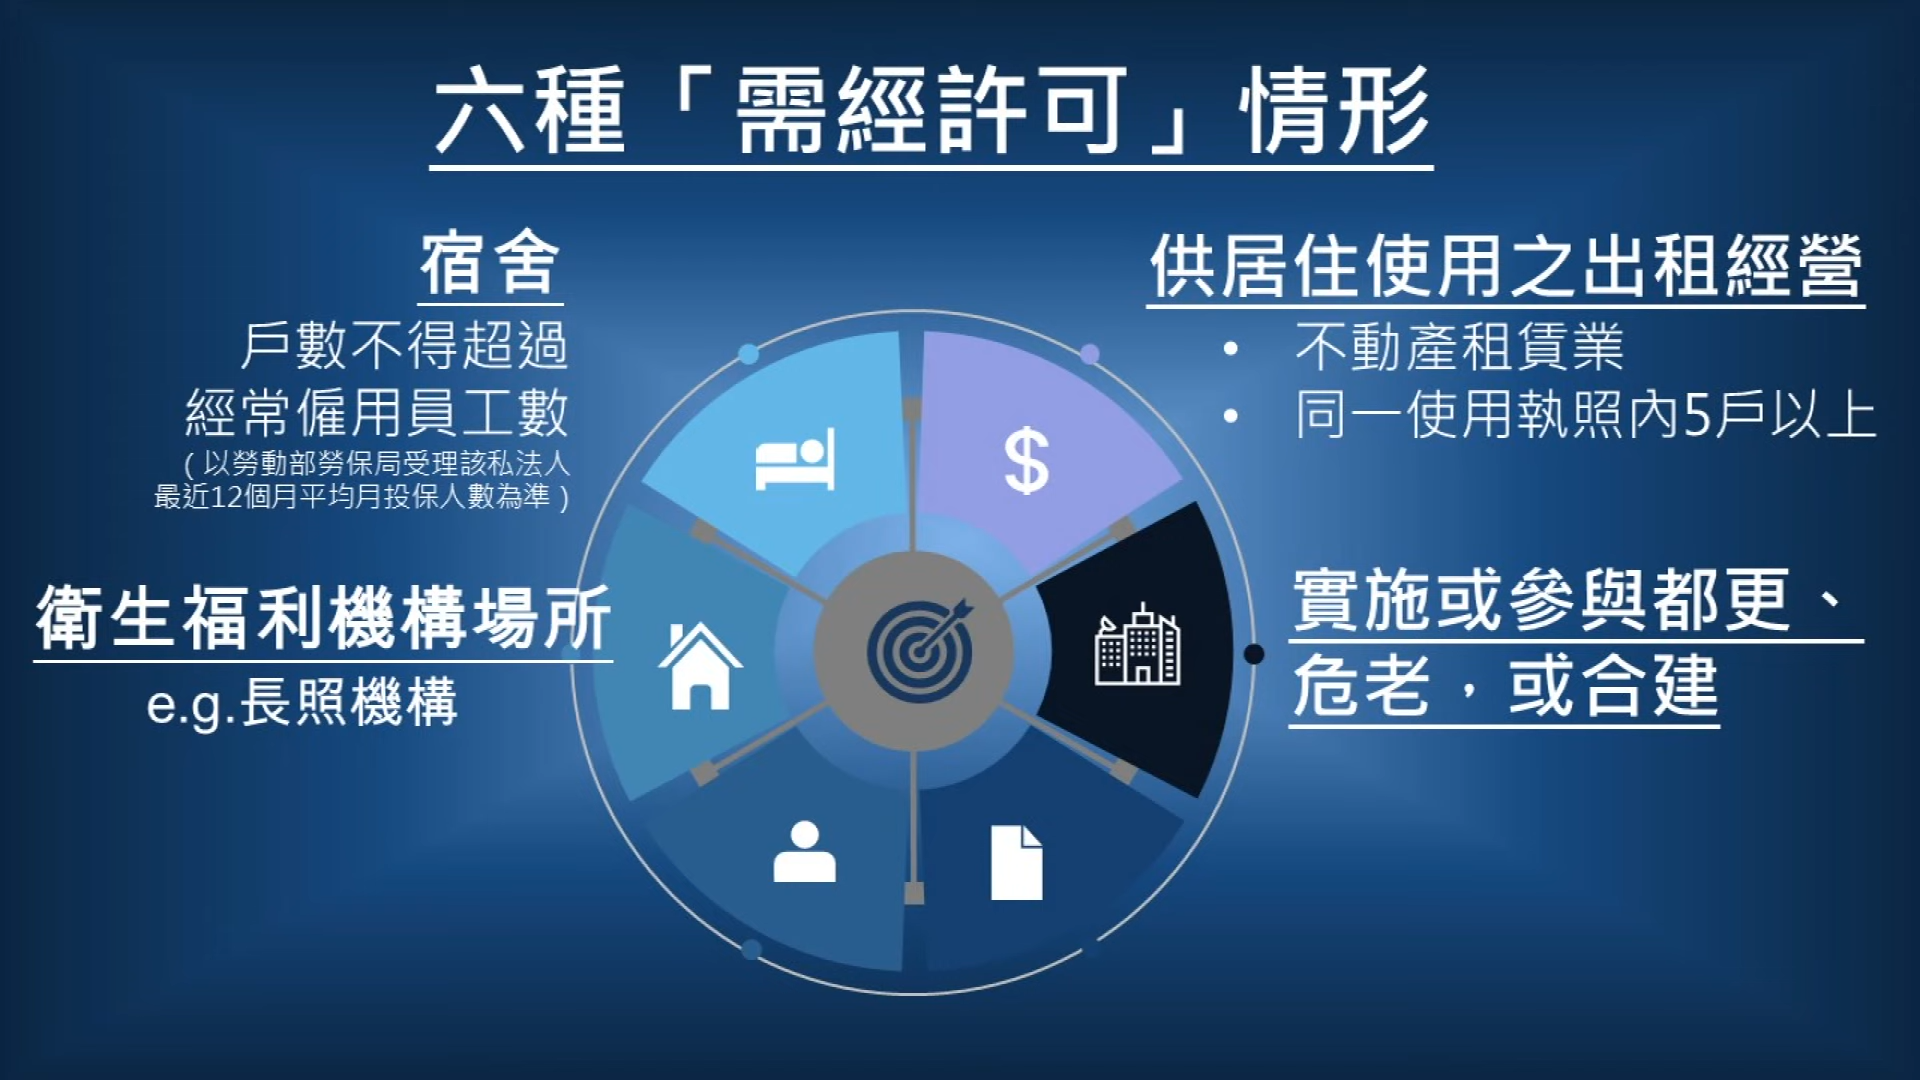 六種「需經許可」情形
宿舍
戶數不得超過
經常僱用員工數
(以勞動部勞保局受理該私法人
最近12個月平均月投保人數為準)
供居住使用之出租經營
• 不動產租賃業
• 同一使用執照內5戶以上
衛生福利機構場所
e.g.長照機構
實施或參與都更、
危老，或合建
$